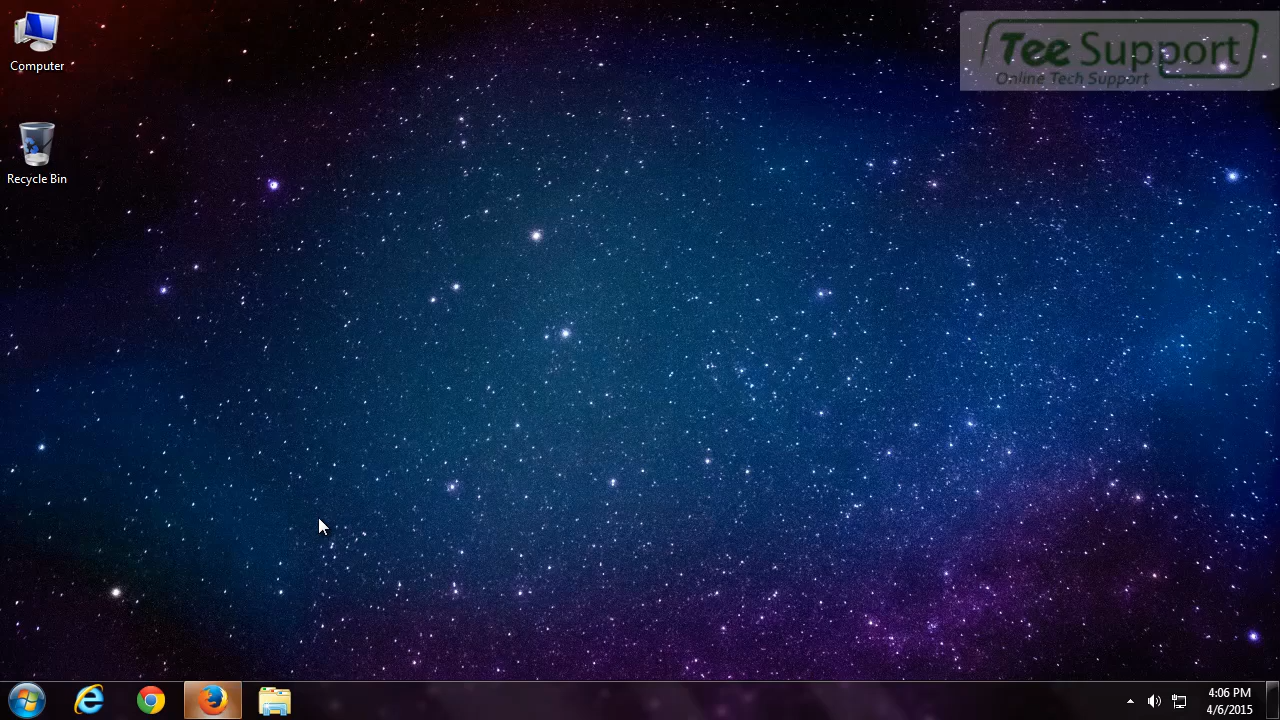 Computer
Recycle Bin
Tee Support
Online Tech Support
4:06 PM
4/6/2015